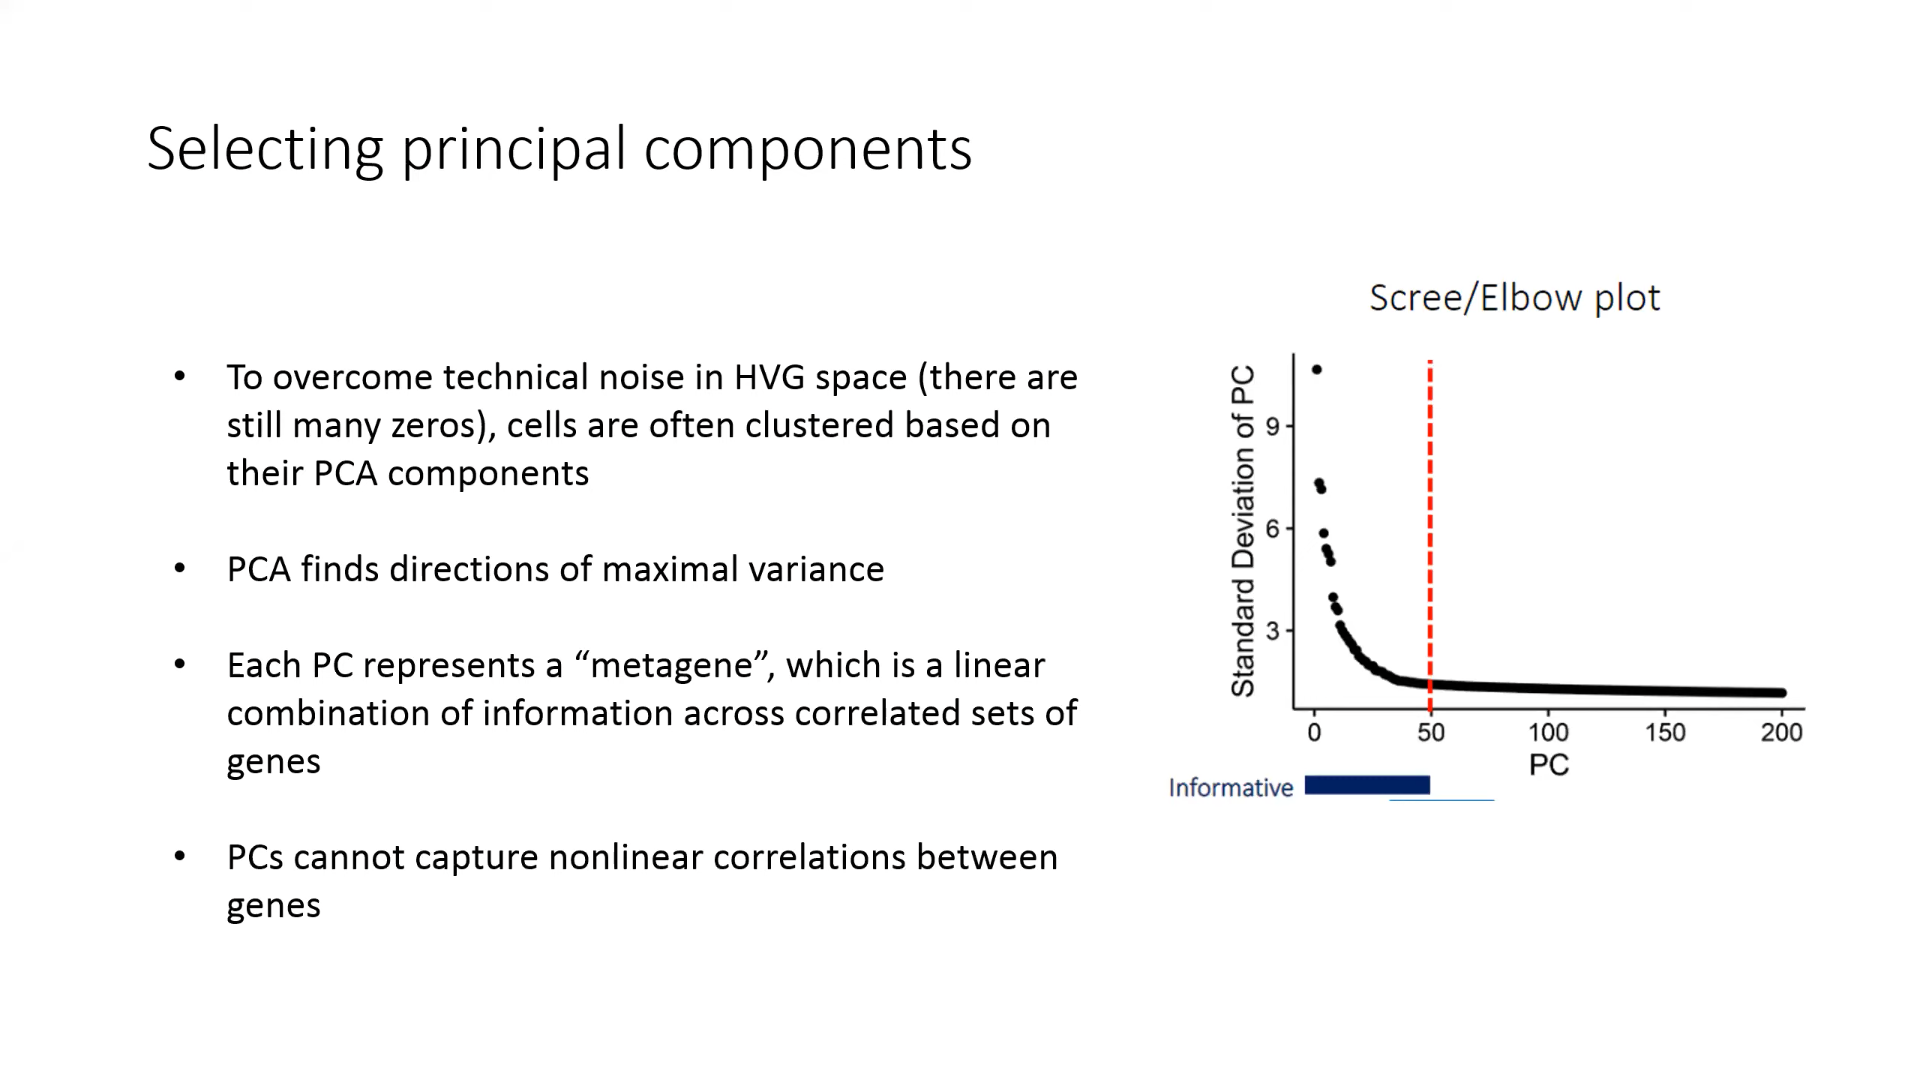 Selecting principal components
Scree/Elbow plot
• To overcome technical noise in HVG space (there are
still many zeros), cells are often clustered based on
their PCA components
• PCA finds directions of maximal variance
• Each PC represents a “metagene”, which is a linear
combination of information across correlated sets of
genes
• PCs cannot capture nonlinear correlations between
genes
Standard Deviation of PC
9
6
3
0 50 100 150 200
PC
Informative